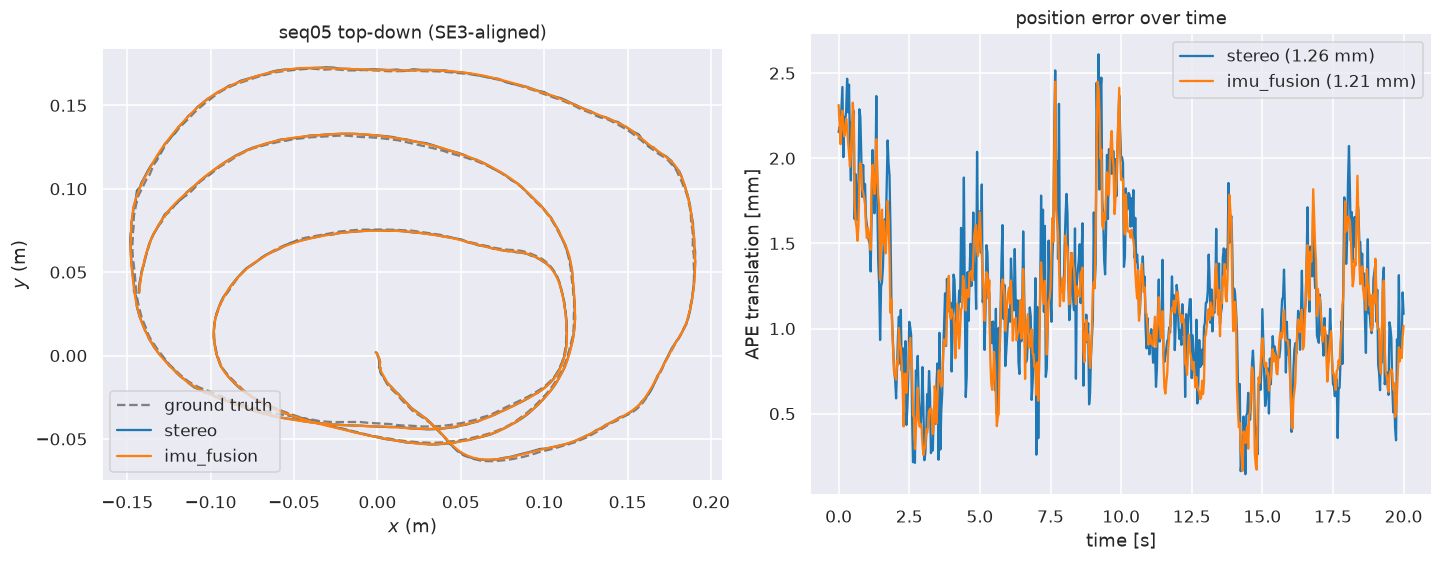 seq05 top-down (SE3-aligned)
y (m)
0.15
0.10
0.05
0.00
−0.05
ground truth
stereo
imu_fusion
−0.15 −0.10 −0.05 0.00 0.05 0.10 0.15 0.20
x (m)
position error over time
APE translation [mm]
2.5
2.0
1.5
1.0
0.5
stereo (1.26 mm)
imu_fusion (1.21 mm)
0.0 2.5 5.0 7.5 10.0 12.5 15.0 17.5 20.0
time [s]